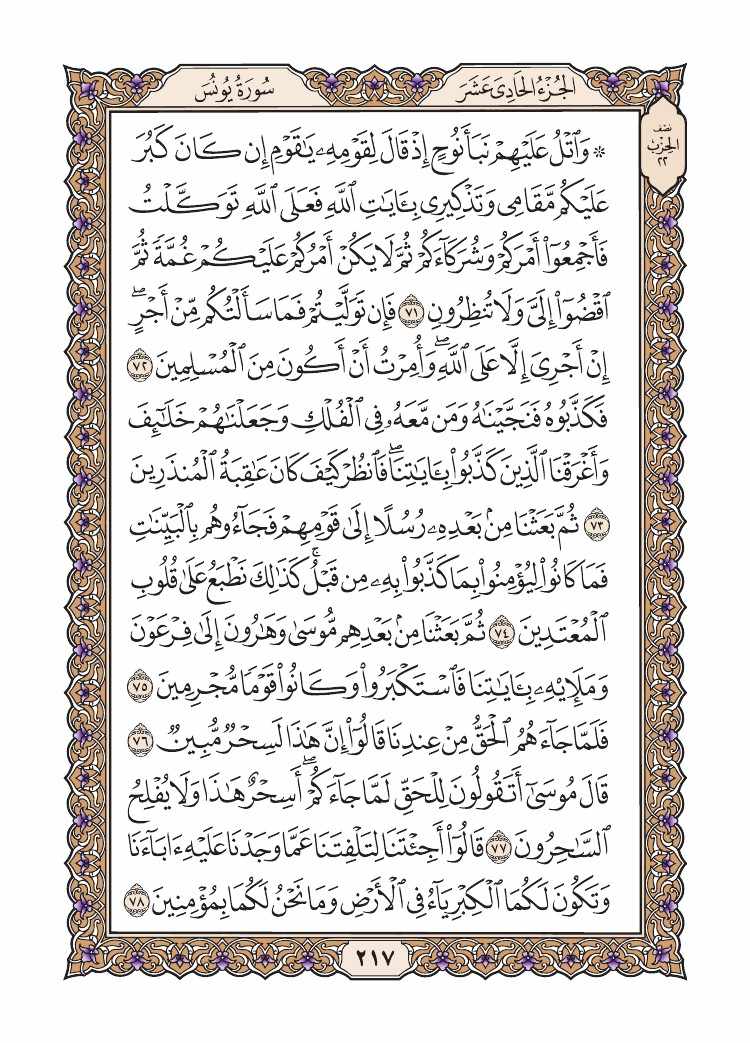 الجُزْءُ الحَادِىَ عَشَرَ
سُورَةُ يُونُسَ
نصف
الحِزْب
٢٢
۞ وَٱتْلُ عَلَيْهِمْ نَبَأَ نُوحٍ إِذْ قَالَ لِقَوْمِهِۦ يَٰقَوْمِ إِن كَانَ كَبُرَ
عَلَيْكُم مَّقَامِى وَتَذْكِيرِى بِـَٔايَٰتِ ٱللَّهِ فَعَلَى ٱللَّهِ تَوَكَّلْتُ
فَأَجْمِعُوٓا۟ أَمْرَكُمْ وَشُرَكَآءَكُمْ ثُمَّ لَا يَكُنْ أَمْرُكُمْ عَلَيْكُمْ غُمَّةً ثُمَّ
ٱقْضُوٓا۟ إِلَىَّ وَلَا تُنظِرُونِ ٧١ فَإِن تَوَلَّيْتُمْ فَمَا سَأَلْتُكُم مِّنْ أَجْرٍ ۖ
إِنْ أَجْرِىَ إِلَّا عَلَى ٱللَّهِ ۖ وَأُمِرْتُ أَنْ أَكُونَ مِنَ ٱلْمُسْلِمِينَ ٧٢
فَكَذَّبُوهُ فَنَجَّيْنَٰهُ وَمَن مَّعَهُۥ فِى ٱلْفُلْكِ وَجَعَلْنَٰهُمْ خَلَٰٓئِفَ
وَأَغْرَقْنَا ٱلَّذِينَ كَذَّبُوا۟ بِـَٔايَٰتِنَا ۖ فَٱنظُرْ كَيْفَ كَانَ عَٰقِبَةُ ٱلْمُنذَرِينَ
٧٣ ثُمَّ بَعَثْنَا مِنۢ بَعْدِهِۦ رُسُلًا إِلَىٰ قَوْمِهِمْ فَجَآءُوهُم بِٱلْبَيِّنَٰتِ
فَمَا كَانُوا۟ لِيُؤْمِنُوا۟ بِمَا كَذَّبُوا۟ بِهِۦ مِن قَبْلُ ۚ كَذَٰلِكَ نَطْبَعُ عَلَىٰ قُلُوبِ
ٱلْمُعْتَدِينَ ٧٤ ثُمَّ بَعَثْنَا مِنۢ بَعْدِهِم مُّوسَىٰ وَهَٰرُونَ إِلَىٰ فِرْعَوْنَ
وَمَلَإِي۟هِۦ بِـَٔايَٰتِنَا فَٱسْتَكْبَرُوا۟ وَكَانُوا۟ قَوْمًا مُّجْرِمِينَ ٧٥
فَلَمَّا جَآءَهُمُ ٱلْحَقُّ مِنْ عِندِنَا قَالُوٓا۟ إِنَّ هَٰذَا لَسِحْرٌ مُّبِينٌ ٧٦
قَالَ مُوسَىٰٓ أَتَقُولُونَ لِلْحَقِّ لَمَّا جَآءَكُمْ ۖ أَسِحْرٌ هَٰذَا وَلَا يُفْلِحُ
ٱلسَّٰحِرُونَ ٧٧ قَالُوٓا۟ أَجِئْتَنَا لِتَلْفِتَنَا عَمَّا وَجَدْنَا عَلَيْهِ ءَابَآءَنَا
وَتَكُونَ لَكُمَا ٱلْكِبْرِيَآءُ فِى ٱلْأَرْضِ وَمَا نَحْنُ لَكُمَا بِمُؤْمِنِينَ ٧٨
٢١٧